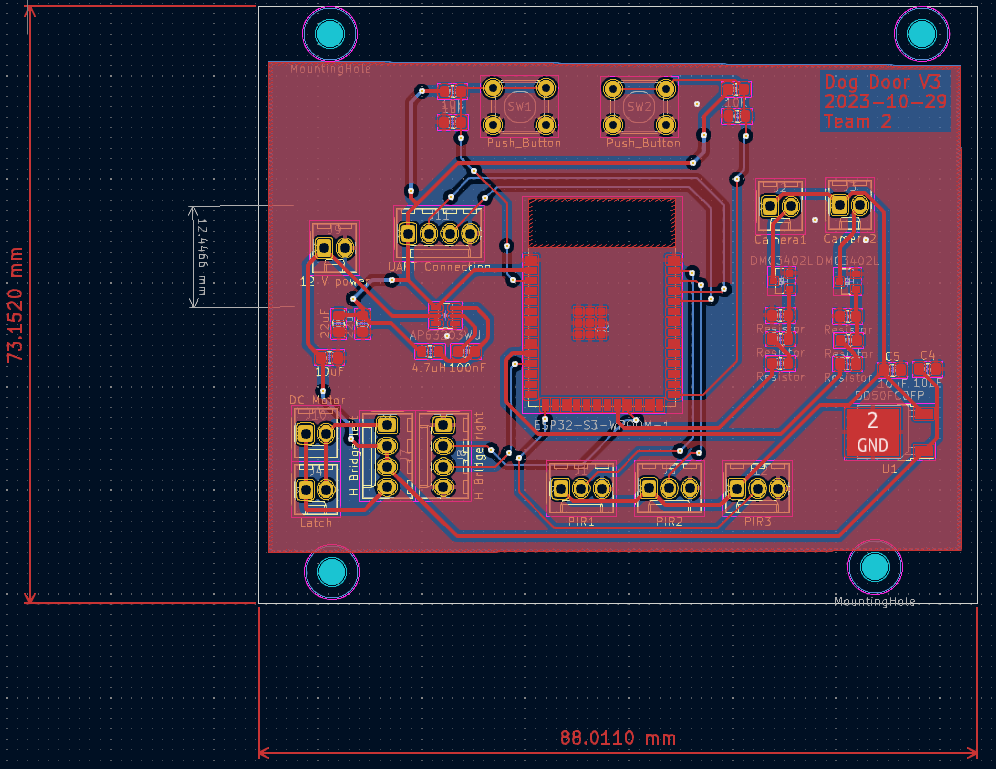 MountingHole
Dog Door V3
2023-10-29
Team 2
10K
SW1
SW2
10K
Push_Button
Push_Button
12.4466 mm
73.1520 mm
Camera1
Camera2
UART Connection
12 V power
DMG3402L
DMG3402L
22uF
4.7uH
100nF
10uF
Resistor
Resistor
Resistor
Resistor
Resistor
Resistor
C5
C4
10uF
DC Motor
ESP32-S3-WROOM-1
2
GND
U1
H Bridge left
H Bridge right
J4
Latch
PIR1
PIR2
PIR3
MountingHole
88.0110 mm